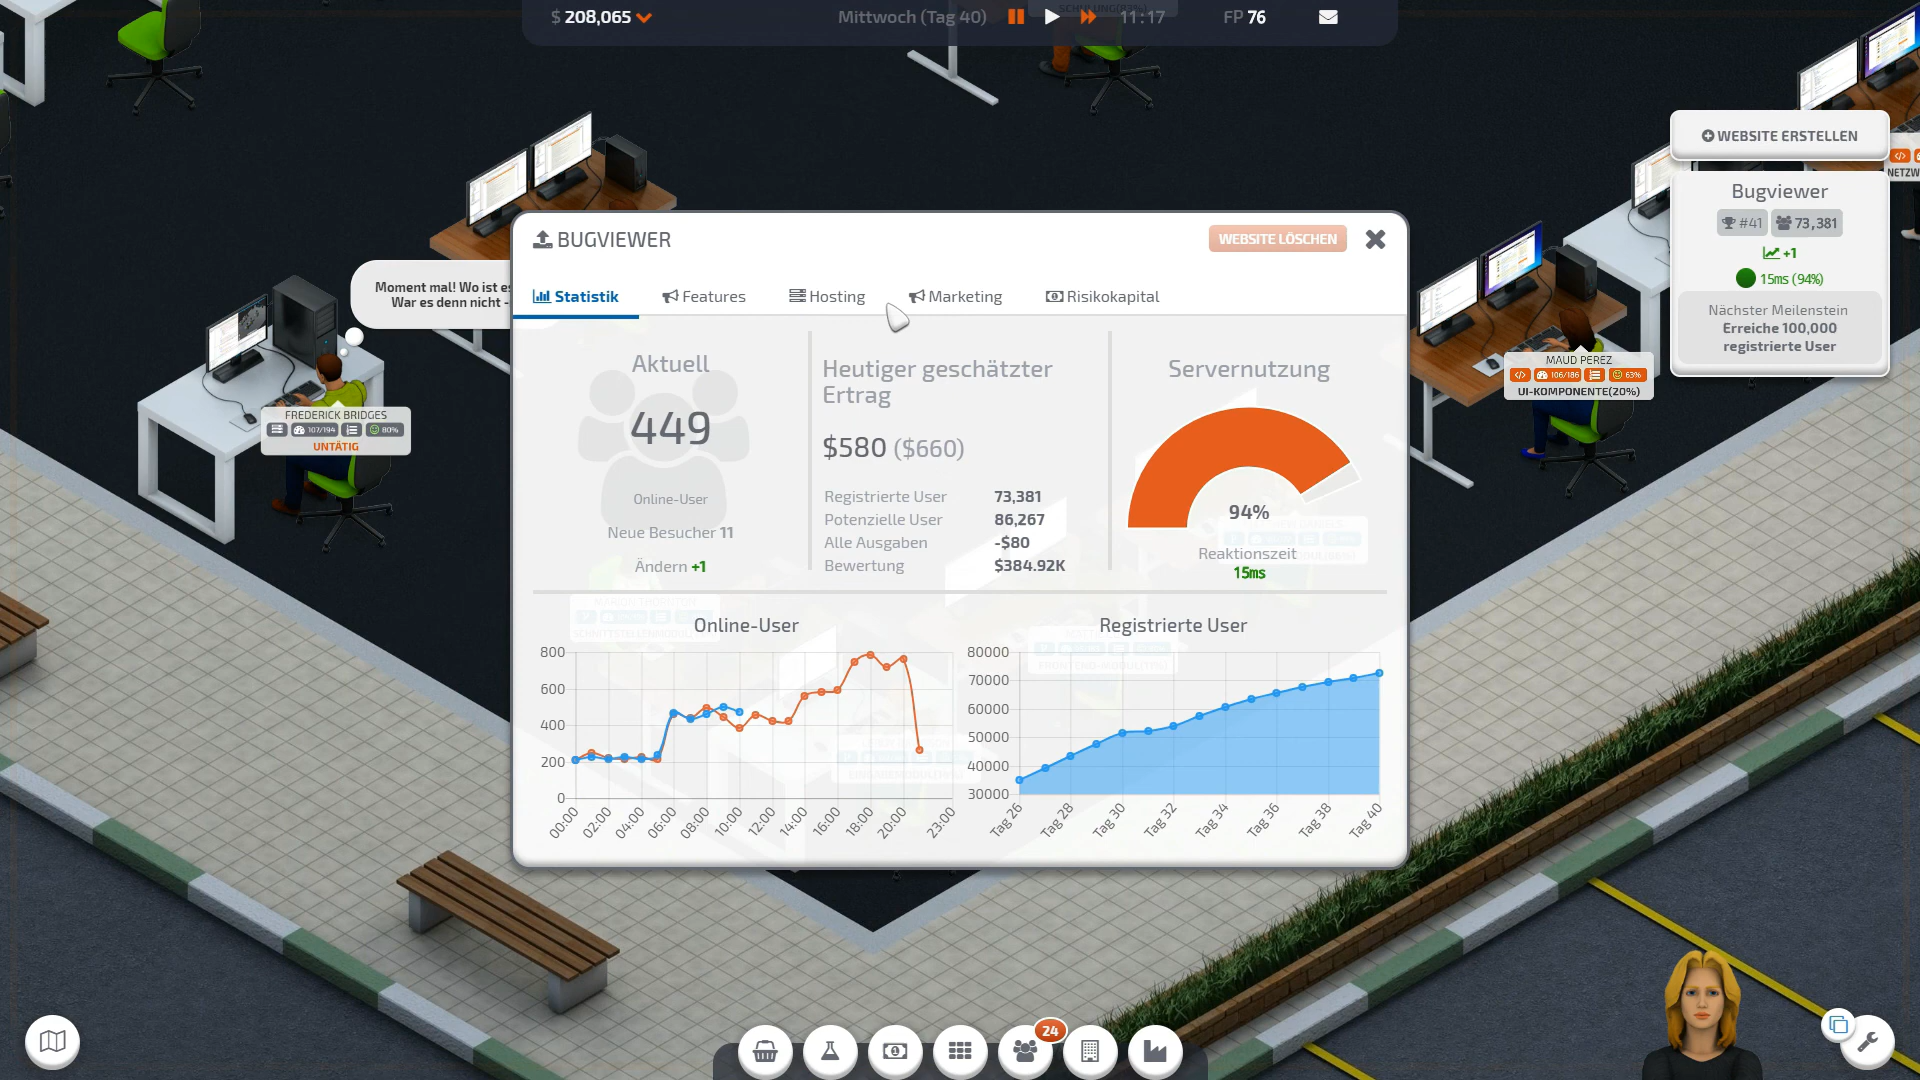 $ 208,065
Mittwoch (Tag 40)
11:17
FP 76
WEBSITE ERSTELLEN
Bugviewer
#41
73,381
+1
15ms (94%)
Nächster Meilenstein
Erreiche 100,000
registrierte User
Moment mal! Wo ist es
War es denn nicht -
FREDERICK BRIDGES
107/194
80%
UNTÄTIG
MAUD PEREZ
106/186
63%
UI-KOMPONENTE(20%)
NETZW
BUGVIEWER
WEBSITE LÖSCHEN
Statistik
Features
Hosting
Marketing
Risikokapital
Aktuell
449
Online-User
Neue Besucher 11
Ändern +1
Heutiger geschätzter
Ertrag
$580 ($660)
Registrierte User 73,381
Potenzielle User 86,267
Alle Ausgaben -$80
Bewertung $384.92K
Servernutzung
94%
Reaktionszeit
15ms
Online-User
800
600
400
200
0
00:00
02:00
04:00
06:00
08:00
10:00
12:00
14:00
16:00
18:00
20:00
23:00
Registrierte User
80000
70000
60000
50000
40000
30000
Tag 26
Tag 28
Tag 30
Tag 32
Tag 34
Tag 36
Tag 38
Tag 40
24